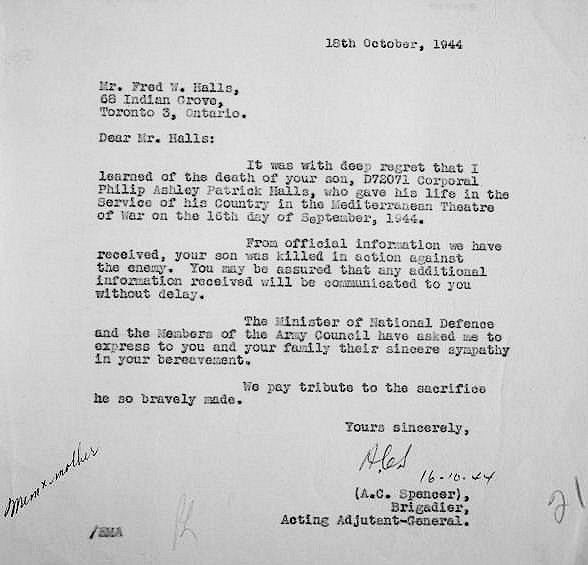 18th October, 1944
Mr. Fred W. Halls,
68 Indian Grove,
Toronto 3, Ontario.
Dear Mr. Halls:
It was with deep regret that I
learned of the death of your son, D72071 Corporal
Philip Ashley Patrick Halls, who gave his life in the
Service of his Country in the Mediterranean Theatre
of War on the 16th day of September, 1944.
From official information we have
received, your son was killed in action against
the enemy. You may be assured that any additional
information received will be communicated to you
without delay.
The Minister of National Defence
and the Members of the Army Council have asked me to
express to you and your family their sincere sympathy
in your bereavement.
We pay tribute to the sacrifice
he so bravely made.
Yours sincerely,
ACS
16-10-44
(A.C. Spencer),
Brigadier,
Acting Adjutant-General.
Mem X-mother
21